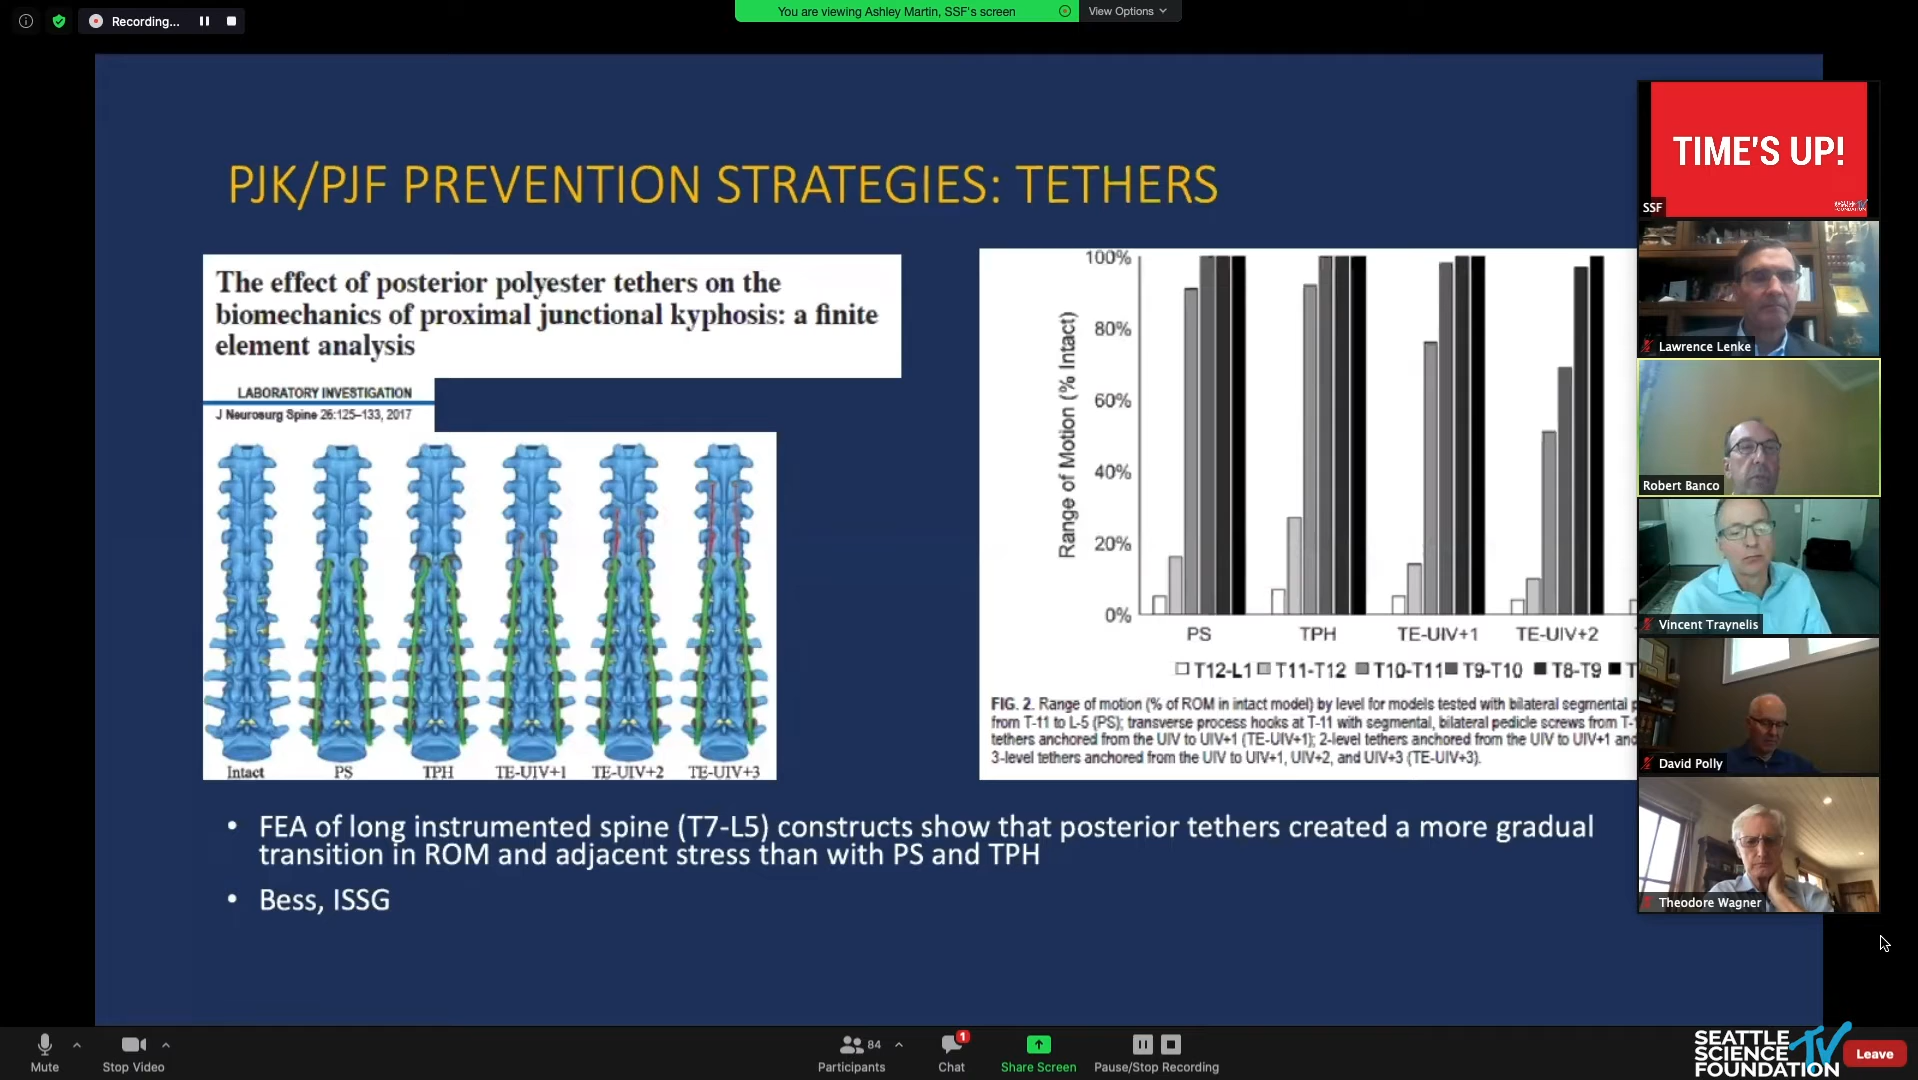 Recording...
You are viewing Ashley Martin, SSF's screen
View Options
PJK/PJF PREVENTION STRATEGIES: TETHERS
The effect of posterior polyester tethers on the
biomechanics of proximal junctional kyphosis: a finite
element analysis
LABORATORY INVESTIGATION
J Neurosurg Spine 26:125–133, 2017
Intact PS TPH TE-UIV+1 TE-UIV+2 TE-UIV+3
Range of Motion (% Intact)
100%
80%
60%
40%
20%
0%
PS TPH TE-UIV+1 TE-UIV+2
T12-L1 T11-T12 T10-T11 T9-T10 T8-T9
FIG. 2. Range of motion (% of ROM in intact model) by level for models tested with bilateral segmental
from T-11 to L-5 (PS); transverse process hooks at T-11 with segmental, bilateral pedicle screws from
tethers anchored from the UIV to UIV+1 (TE-UIV+1); 2-level tethers anchored from the UIV to UIV+1 and
3-level tethers anchored from the UIV to UIV+1, UIV+2, and UIV+3 (TE-UIV+3).
• FEA of long instrumented spine (T7-L5) constructs show that posterior tethers created a more gradual
transition in ROM and adjacent stress than with PS and TPH
• Bess, ISSG
TIME'S UP!
SSF
Lawrence Lenke
Robert Banco
Vincent Traynelis
David Polly
Theodore Wagner
Mute
Stop Video
84
Participants
1
Chat
Share Screen
Pause/Stop Recording
SEATTLE
SCIENCE TV
FOUNDATION
Leave